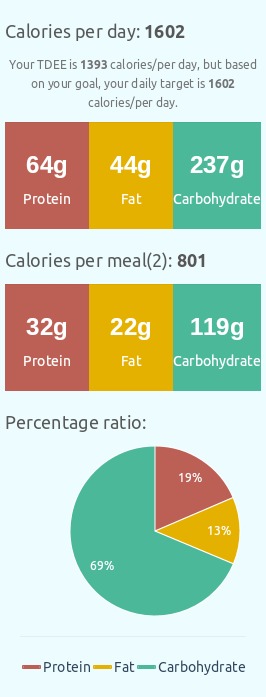 Calories per day: 1602
Your TDEE is 1393 calories/per day, but based
on your goal, your daily target is 1602
calories/per day.
64g 44g 237g
Protein Fat Carbohydrate
Calories per meal(2): 801
32g 22g 119g
Protein Fat Carbohydrate
Percentage ratio:
19%
13%
69%
Protein Fat Carbohydrate